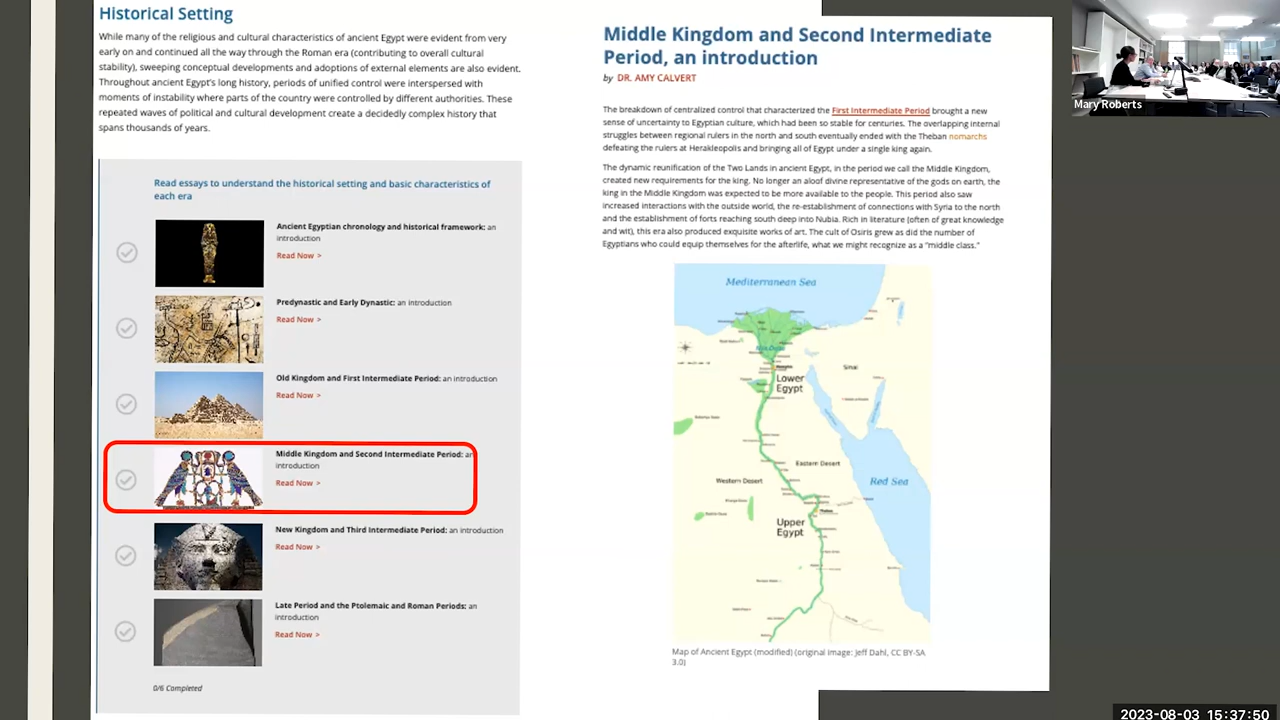 Historical Setting
While many of the religious and cultural characteristics of ancient Egypt were evident from very
early on and continued all the way through the Roman era (contributing to overall cultural
stability), sweeping conceptual developments and adoptions of external elements are also evident.
Throughout ancient Egypt's long history, periods of unified control were interspersed with
moments of instability where parts of the country were controlled by different authorities. These
repeated waves of political and cultural development create a decidedly complex history that
spans thousands of years.
Read essays to understand the historical setting and basic characteristics of
each era
Ancient Egyptian chronology and historical framework: an
introduction
Read Now >
Predynastic and Early Dynastic: an introduction
Read Now >
Old Kingdom and First Intermediate Period: an introduction
Read Now >
Middle Kingdom and Second Intermediate Period: an
introduction
Read Now >
New Kingdom and Third Intermediate Period: an introduction
Read Now >
Late Period and the Ptolemaic and Roman Periods: an
introduction
Read Now >
0/6 Completed
Middle Kingdom and Second Intermediate
Period, an introduction
by DR. AMY CALVERT
The breakdown of centralized control that characterized the First Intermediate Period brought a new
sense of uncertainty to Egyptian culture, which had been so stable for centuries. The overlapping internal
struggles between regional rulers in the north and south eventually ended with the Theban nomarchs
defeating the rulers at Herakleopolis and bringing all of Egypt under a single king again.
The dynamic reunification of the Two Lands in ancient Egypt, in the period we call the Middle Kingdom,
created new requirements for the king. No longer an aloof divine representative of the gods on earth, the
king in the Middle Kingdom was expected to be more available to the people. This period also saw
increased interactions with the outside world, the re-establishment of connections with Syria to the north
and the establishment of forts reaching south deep into Nubia. Rich in literature (often of great knowledge
and wit), this era also produced exquisite works of art. The cult of Osiris grew as did the number of
Egyptians who could equip themselves for the afterlife, what we might recognize as a "middle class."
Mediterranean Sea
Nile Delta
Lower
Egypt
Sinai
Eastern Desert
Western Desert
Red Sea
Thebes
Upper
Egypt
Map of Ancient Egypt (modified) (original image: Jeff Dahl, CC BY-SA
3.0)
Mary Roberts
2023-08-03 15:37:50